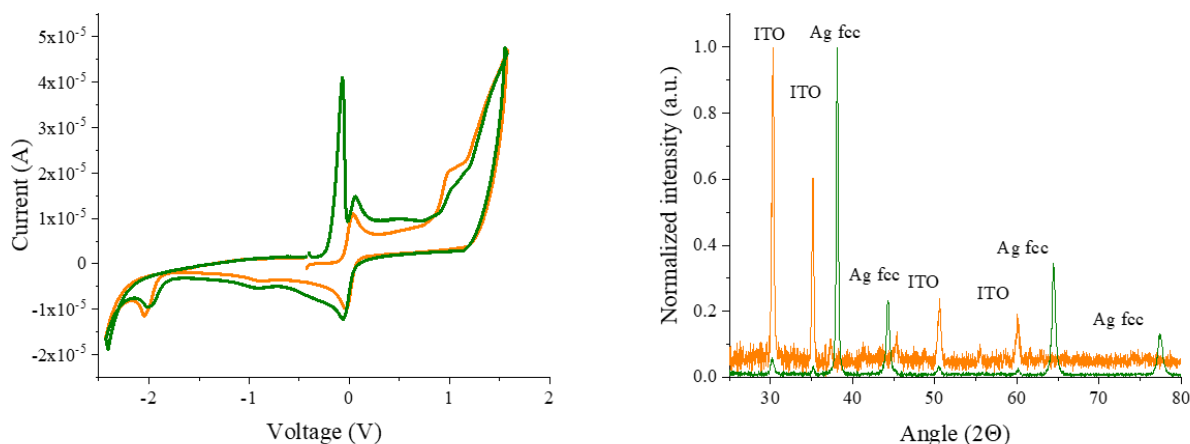 5x10⁻⁵
4x10⁻⁵
3x10⁻⁵
2x10⁻⁵
1x10⁻⁵
0
-1x10⁻⁵
-2x10⁻⁵
Current (A)
-2
-1
0
1
2
Voltage (V)
ITO
Ag fcc
ITO
Ag fcc
ITO
ITO
Ag fcc
Ag fcc
1.0
0.8
0.6
0.4
0.2
0.0
Normalized intensity (a.u.)
30
40
50
60
70
80
Angle (2Θ)